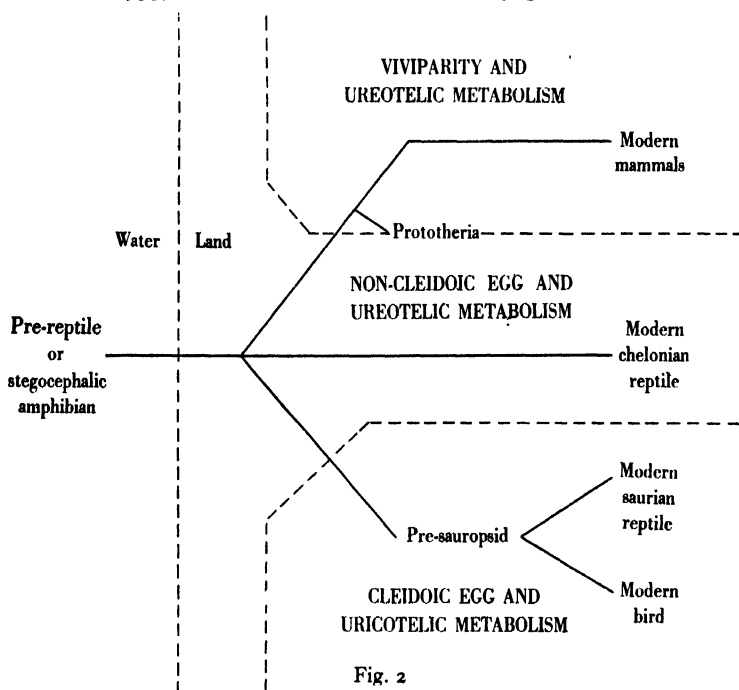 VIVIPARITY AND
UREOTELIC METABOLISM
Modern
mammals
Water
Land
Prototheria
NON-CLEIDOIC EGG AND
UREOTELIC METABOLISM
Pre-reptile
or
stegocephalic
amphibian
Modern
chelonian
reptile
Modern
saurian
reptile
Pre-sauropsid
CLEIDOIC EGG AND
URICOTELIC METABOLISM
Modern
bird
Fig. 2